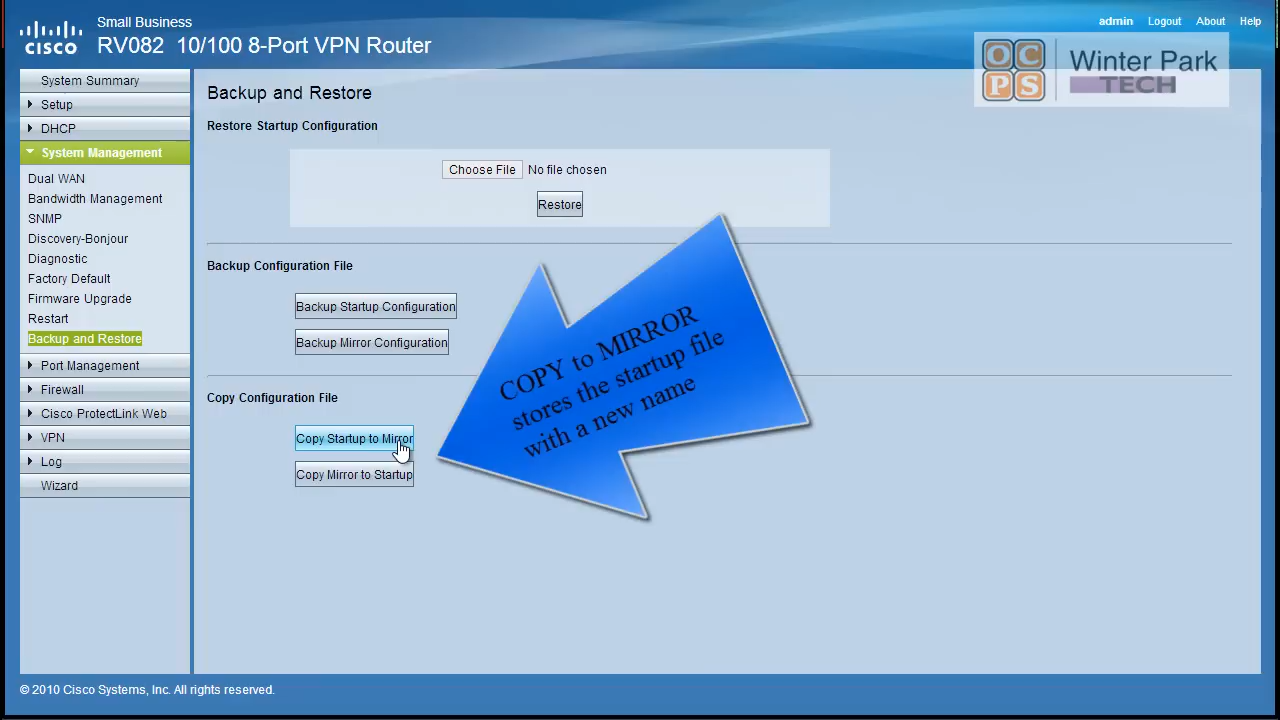 Small Business
CISCO
RV082 10/100 8-Port VPN Router
admin Logout About Help
OC
PS
Winter Park
TECH
System Summary
Setup
DHCP
System Management
Dual WAN
Bandwidth Management
SNMP
Discovery-Bonjour
Diagnostic
Factory Default
Firmware Upgrade
Restart
Backup and Restore
Port Management
Firewall
Cisco ProtectLink Web
VPN
Log
Wizard
Backup and Restore
Restore Startup Configuration
Choose File No file chosen
Restore
Backup Configuration File
Backup Startup Configuration
Backup Mirror Configuration
Copy Configuration File
Copy Startup to Mirror
Copy Mirror to Startup
COPY to MIRROR
stores the startup file
with a new name
© 2010 Cisco Systems, Inc. All rights reserved.